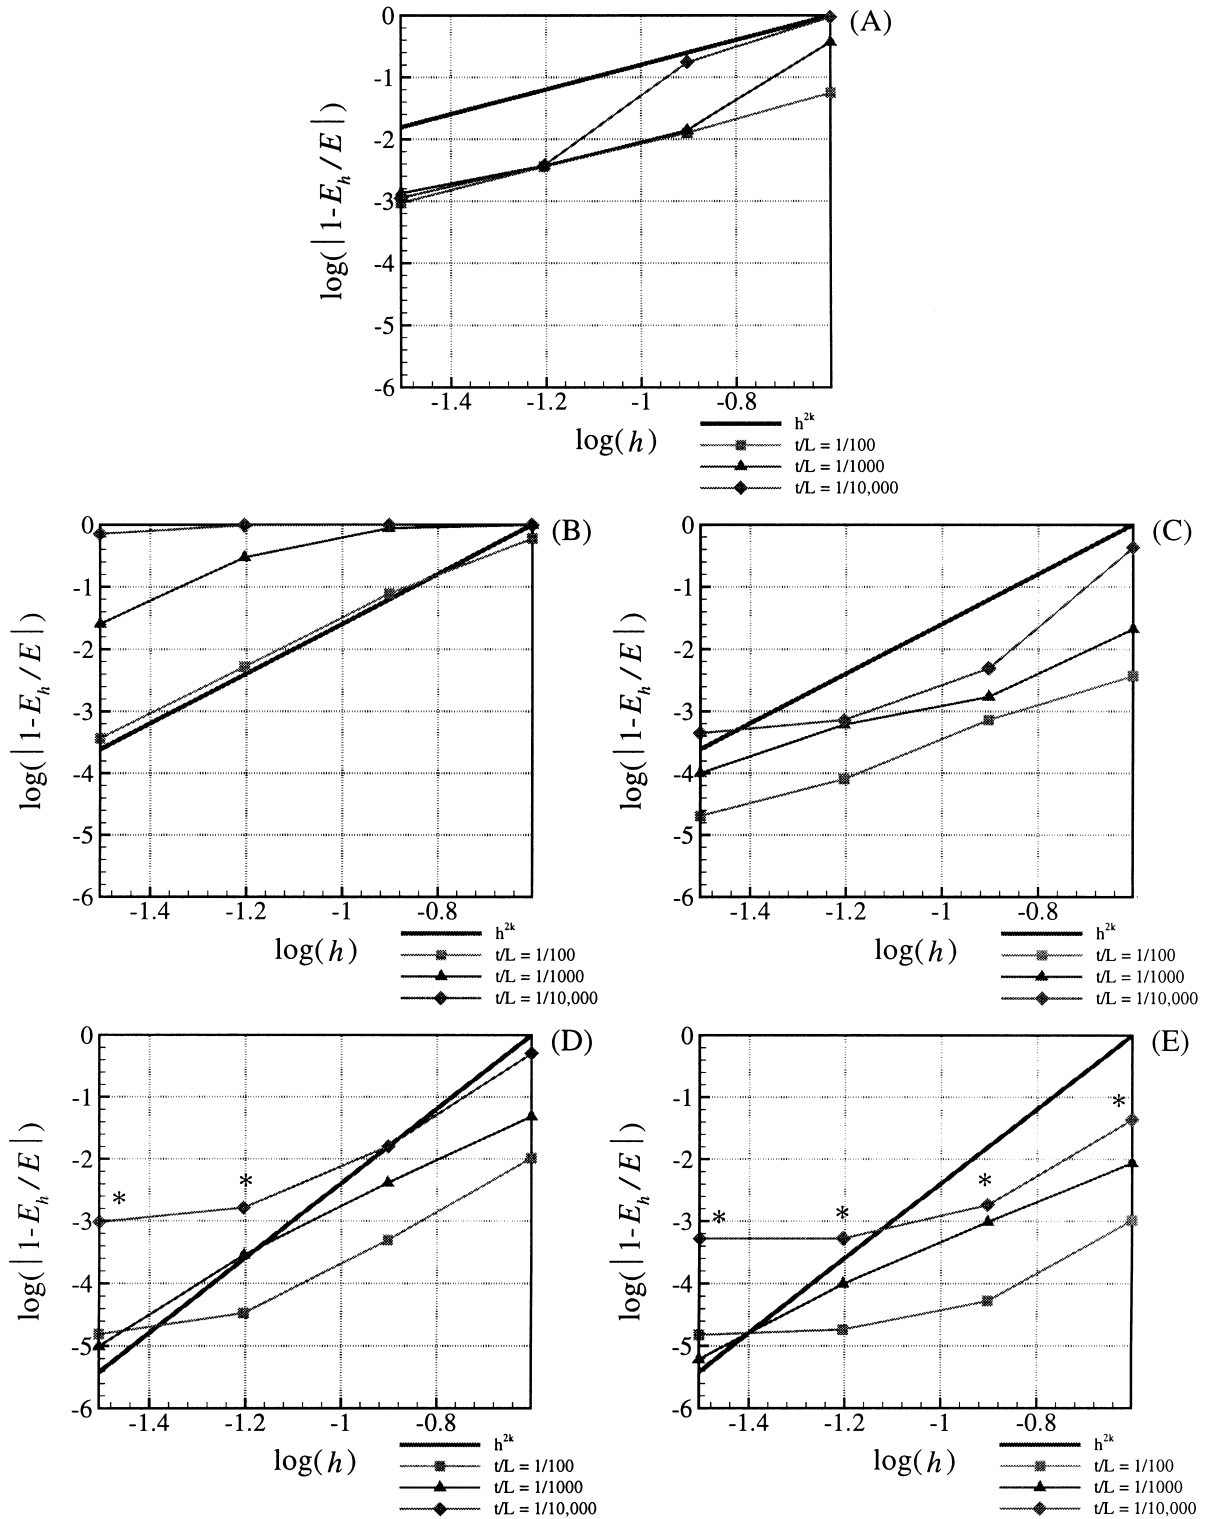 (A)
0
-1
-2
-3
-4
-5
-6
log(|1-E_h/E|)
-1.4 -1.2 -1 -0.8
log(h)
h^2k
t/L = 1/100
t/L = 1/1000
t/L = 1/10,000
(B)
0
-1
-2
-3
-4
-5
-6
log(|1-E_h/E|)
-1.4 -1.2 -1 -0.8
log(h)
h^2k
t/L = 1/100
t/L = 1/1000
t/L = 1/10,000
(C)
0
-1
-2
-3
-4
-5
-6
log(|1-E_h/E|)
-1.4 -1.2 -1 -0.8
log(h)
h^2k
t/L = 1/100
t/L = 1/1000
t/L = 1/10,000
(D)
0
-1
-2
-3
-4
-5
-6
log(|1-E_h/E|)
* *
-1.4 -1.2 -1 -0.8
log(h)
h^2k
t/L = 1/100
t/L = 1/1000
t/L = 1/10,000
(E)
0
-1
-2
-3
-4
-5
-6
log(|1-E_h/E|)
* * * *
-1.4 -1.2 -1 -0.8
log(h)
h^2k
t/L = 1/100
t/L = 1/1000
t/L = 1/10,000